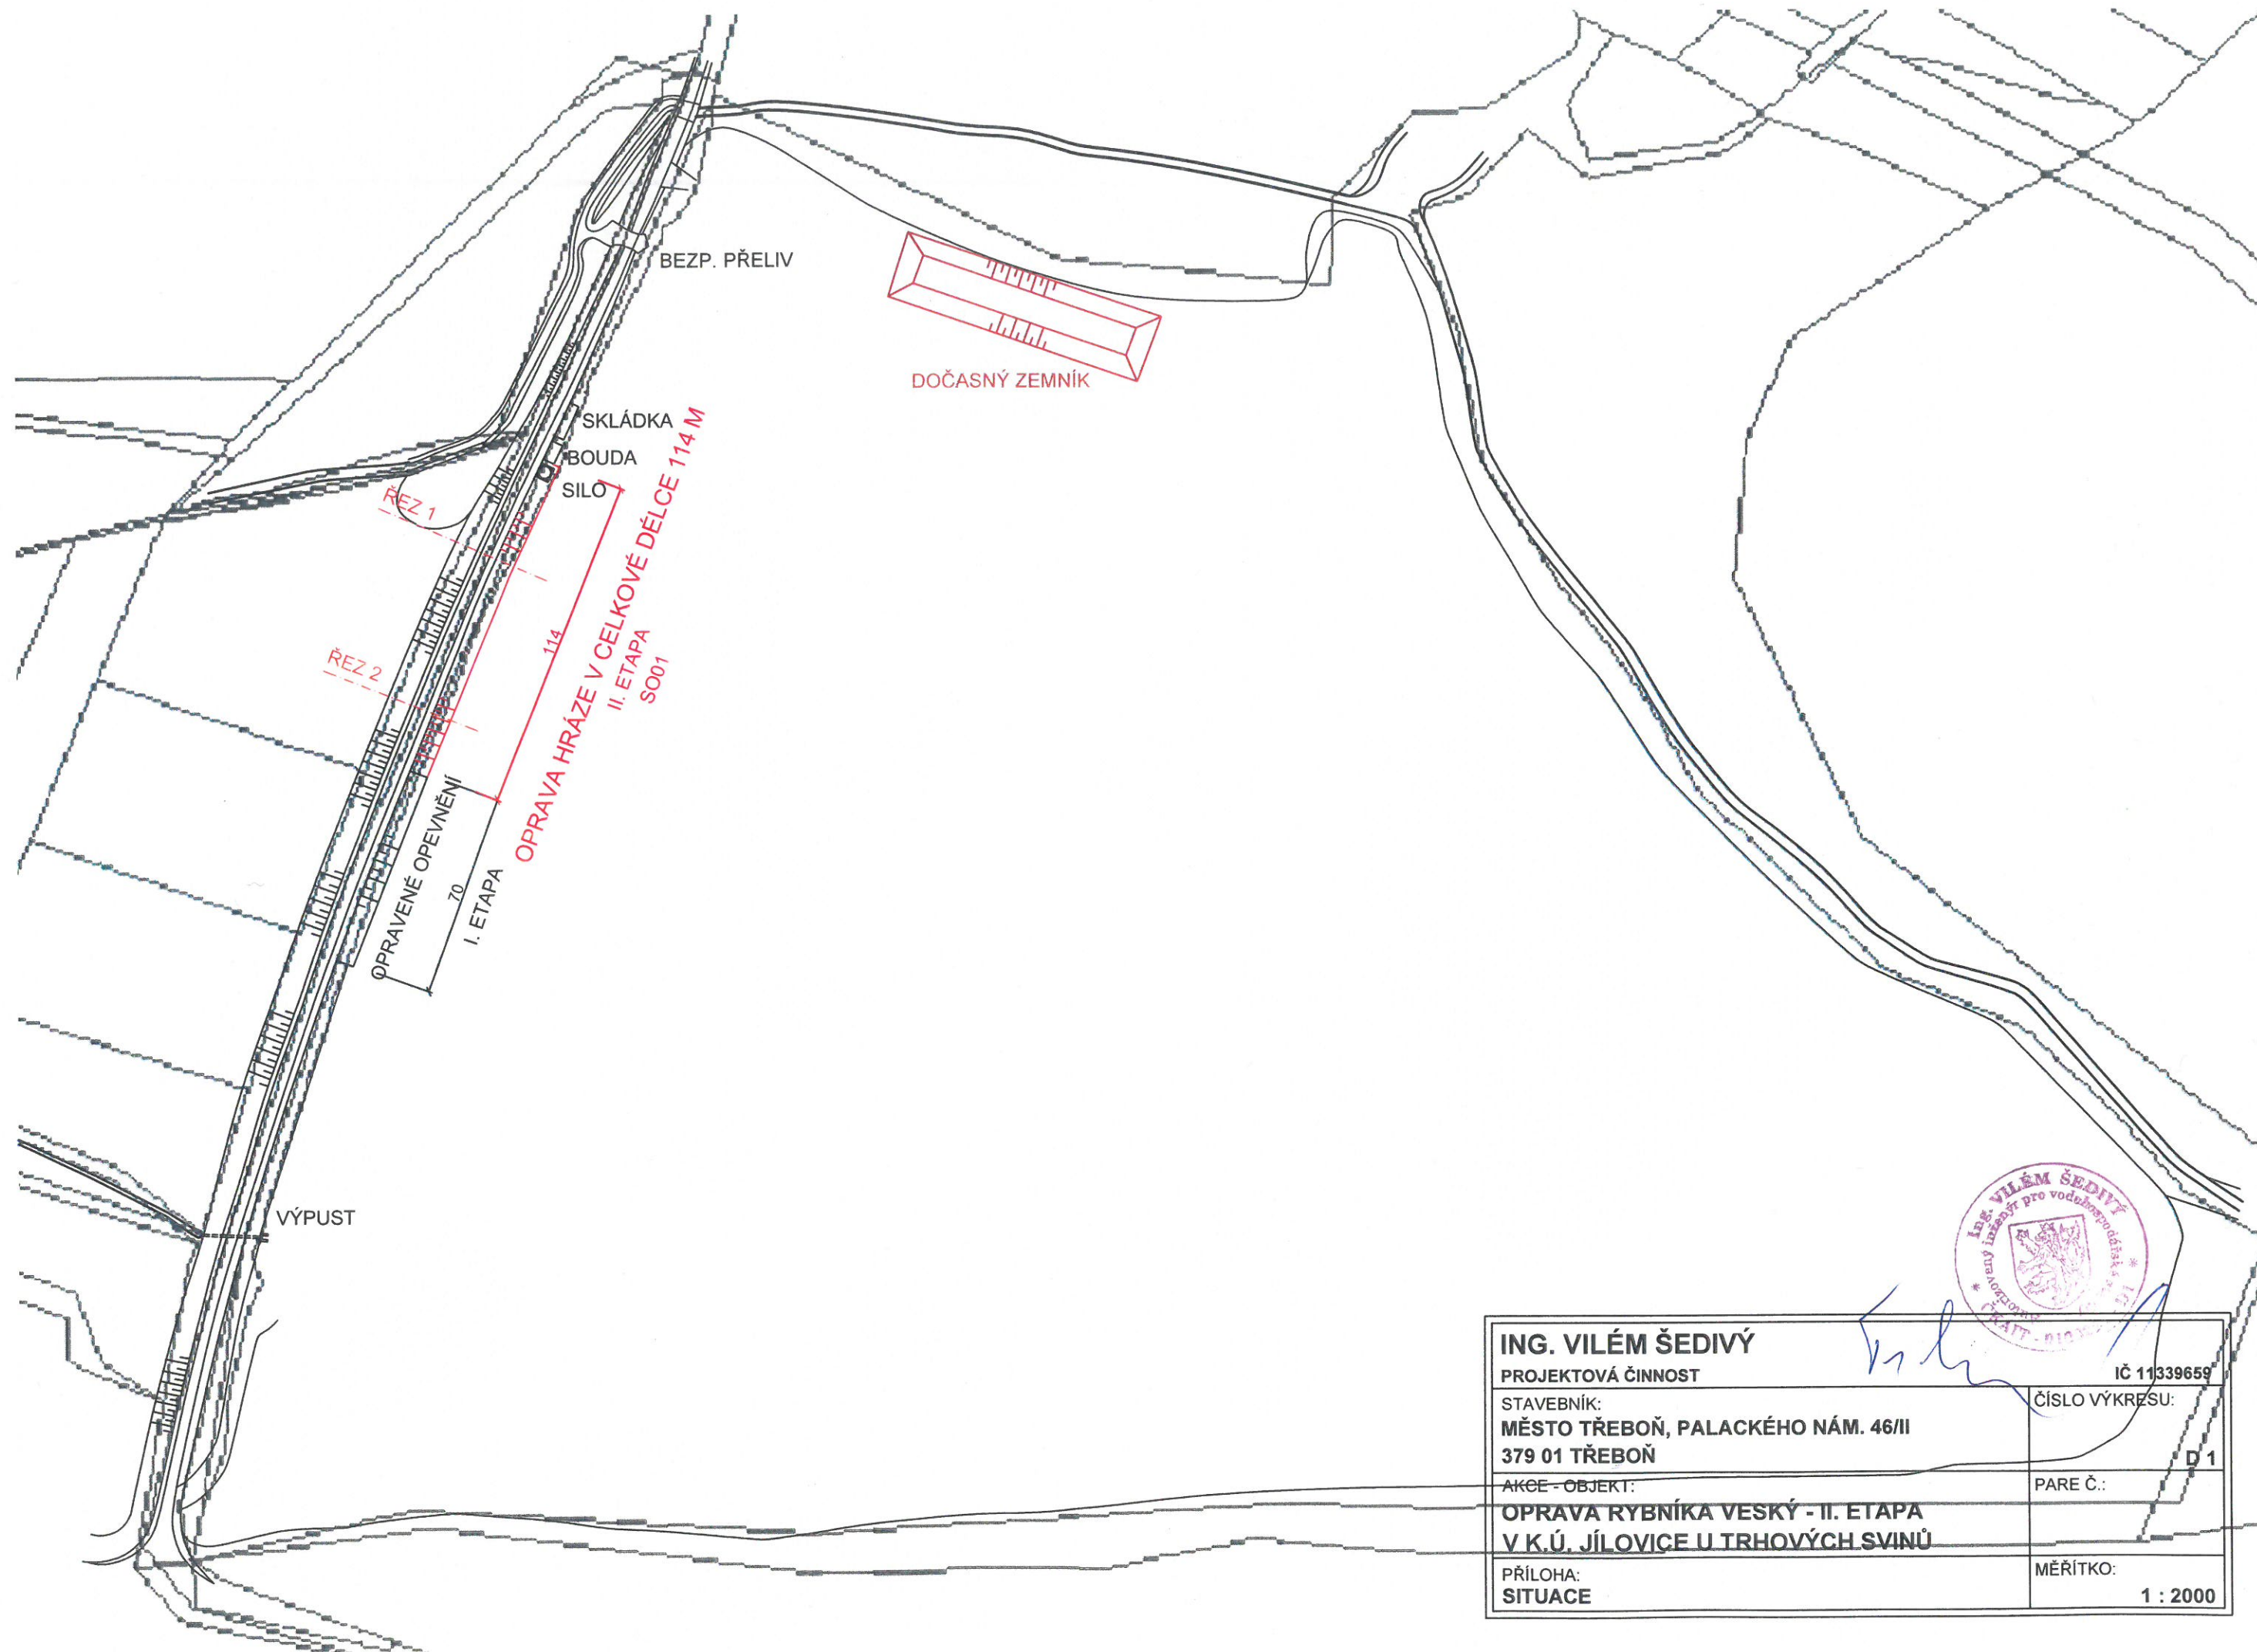 BEZP. PŘELIV
DOČASNÝ ZEMNÍK
SKLÁDKA
BOUDA
SILO
ŘEZ 1
ŘEZ 2
114
OPRAVA HRÁZE V CELKOVÉ DÉLCE 114 M
II. ETAPA
SO01
OPRAVENÉ OPEVNĚNÍ
70
I. ETAPA
VÝPUST
Ing. VILÉM ŠEDIVÝ
inženýr pro
ČKAIT
ING. VILÉM ŠEDIVÝ
PROJEKTOVÁ ČINNOST
IČ 11339659
STAVEBNÍK:
MĚSTO TŘEBOŇ, PALACKÉHO NÁM. 46/II
379 01 TŘEBOŇ
ČÍSLO VÝKRESU:
D 1
AKCE - OBJEKT:
OPRAVA RYBNÍKA VESKÝ - II. ETAPA
V K.Ú. JÍLOVICE U TRHOVÝCH SVINŮ
PARE Č.:
PŘÍLOHA:
SITUACE
MĚŘÍTKO:
1 : 2000